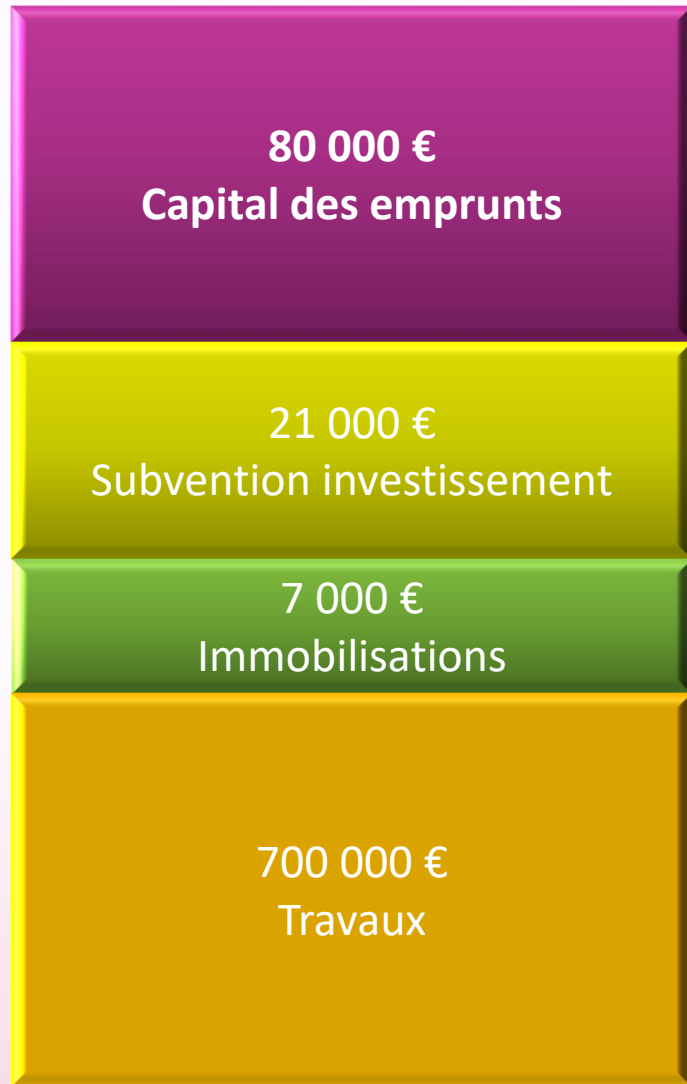 80 000 €
Capital des emprunts
21 000 €
Subvention investissement
7 000 €
Immobilisations
700 000 €
Travaux